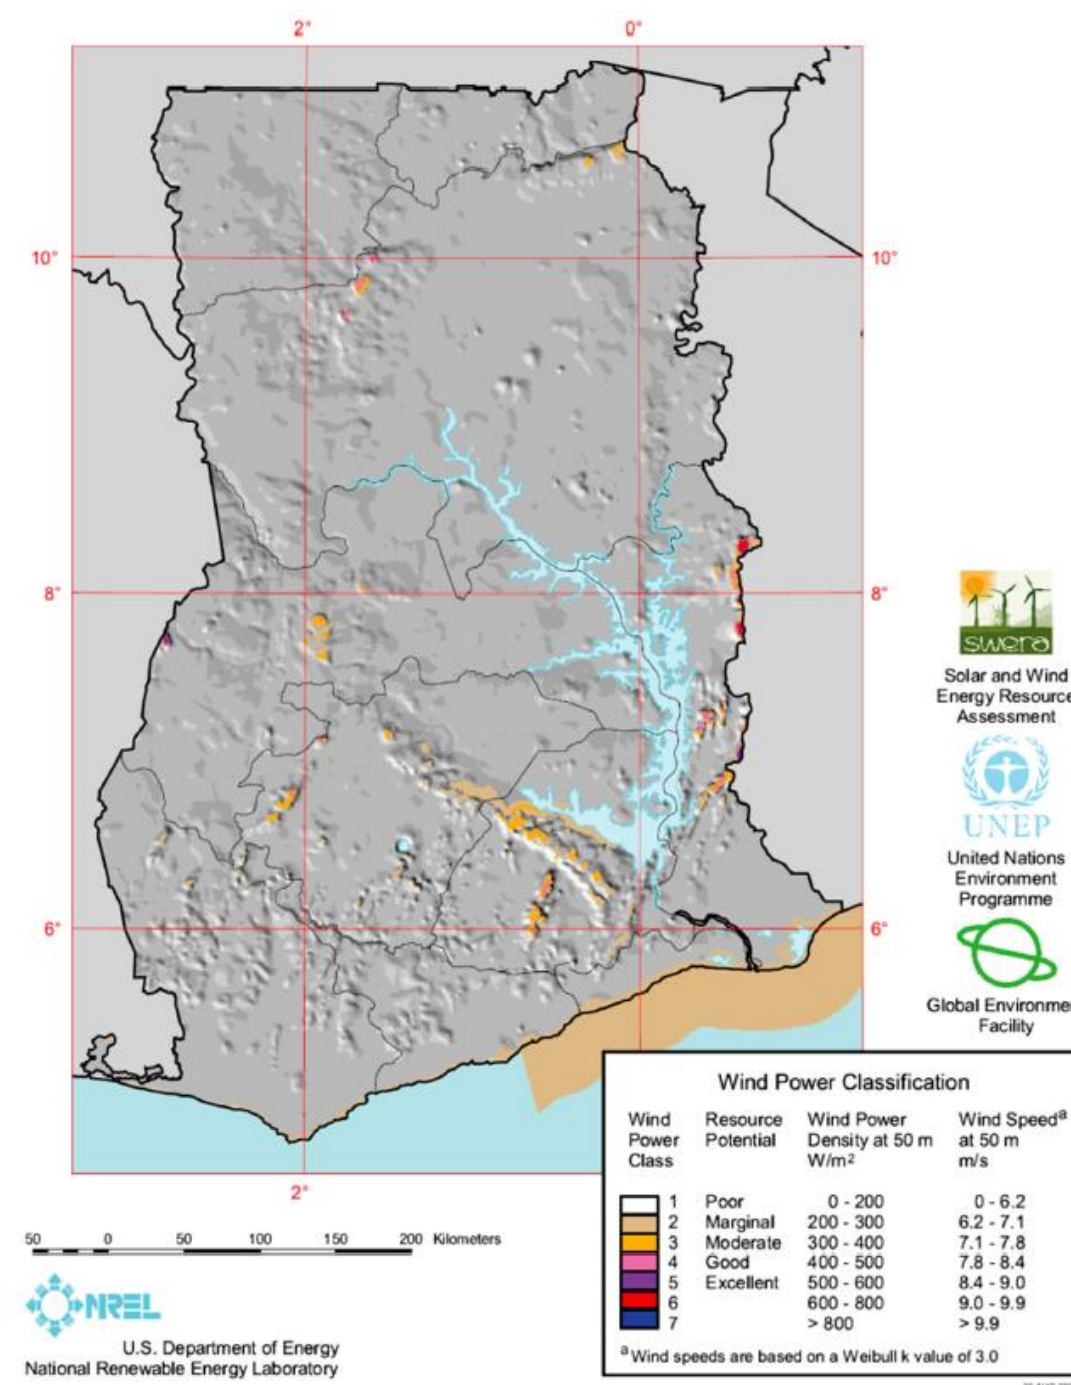 2°
0°
10°
10°
8°
8°
6°
6°
2°
swera
Solar and Wind
Energy Resource
Assessment
UNEP
United Nations
Environment
Programme
Global Environme
Facility
Wind Power Classification
Wind Power Class Resource Potential Wind Power Density at 50 m W/m² Wind Speedᵃ at 50 m m/s
1 Poor 0 - 200 0 - 6.2
2 Marginal 200 - 300 6.2 - 7.1
3 Moderate 300 - 400 7.1 - 7.8
4 Good 400 - 500 7.8 - 8.4
5 Excellent 500 - 600 8.4 - 9.0
6 600 - 800 9.0 - 9.9
7 > 800 > 9.9
ᵃ Wind speeds are based on a Weibull k value of 3.0
50 0 50 100 150 200 Kilometers
NREL
U.S. Department of Energy
National Renewable Energy Laboratory